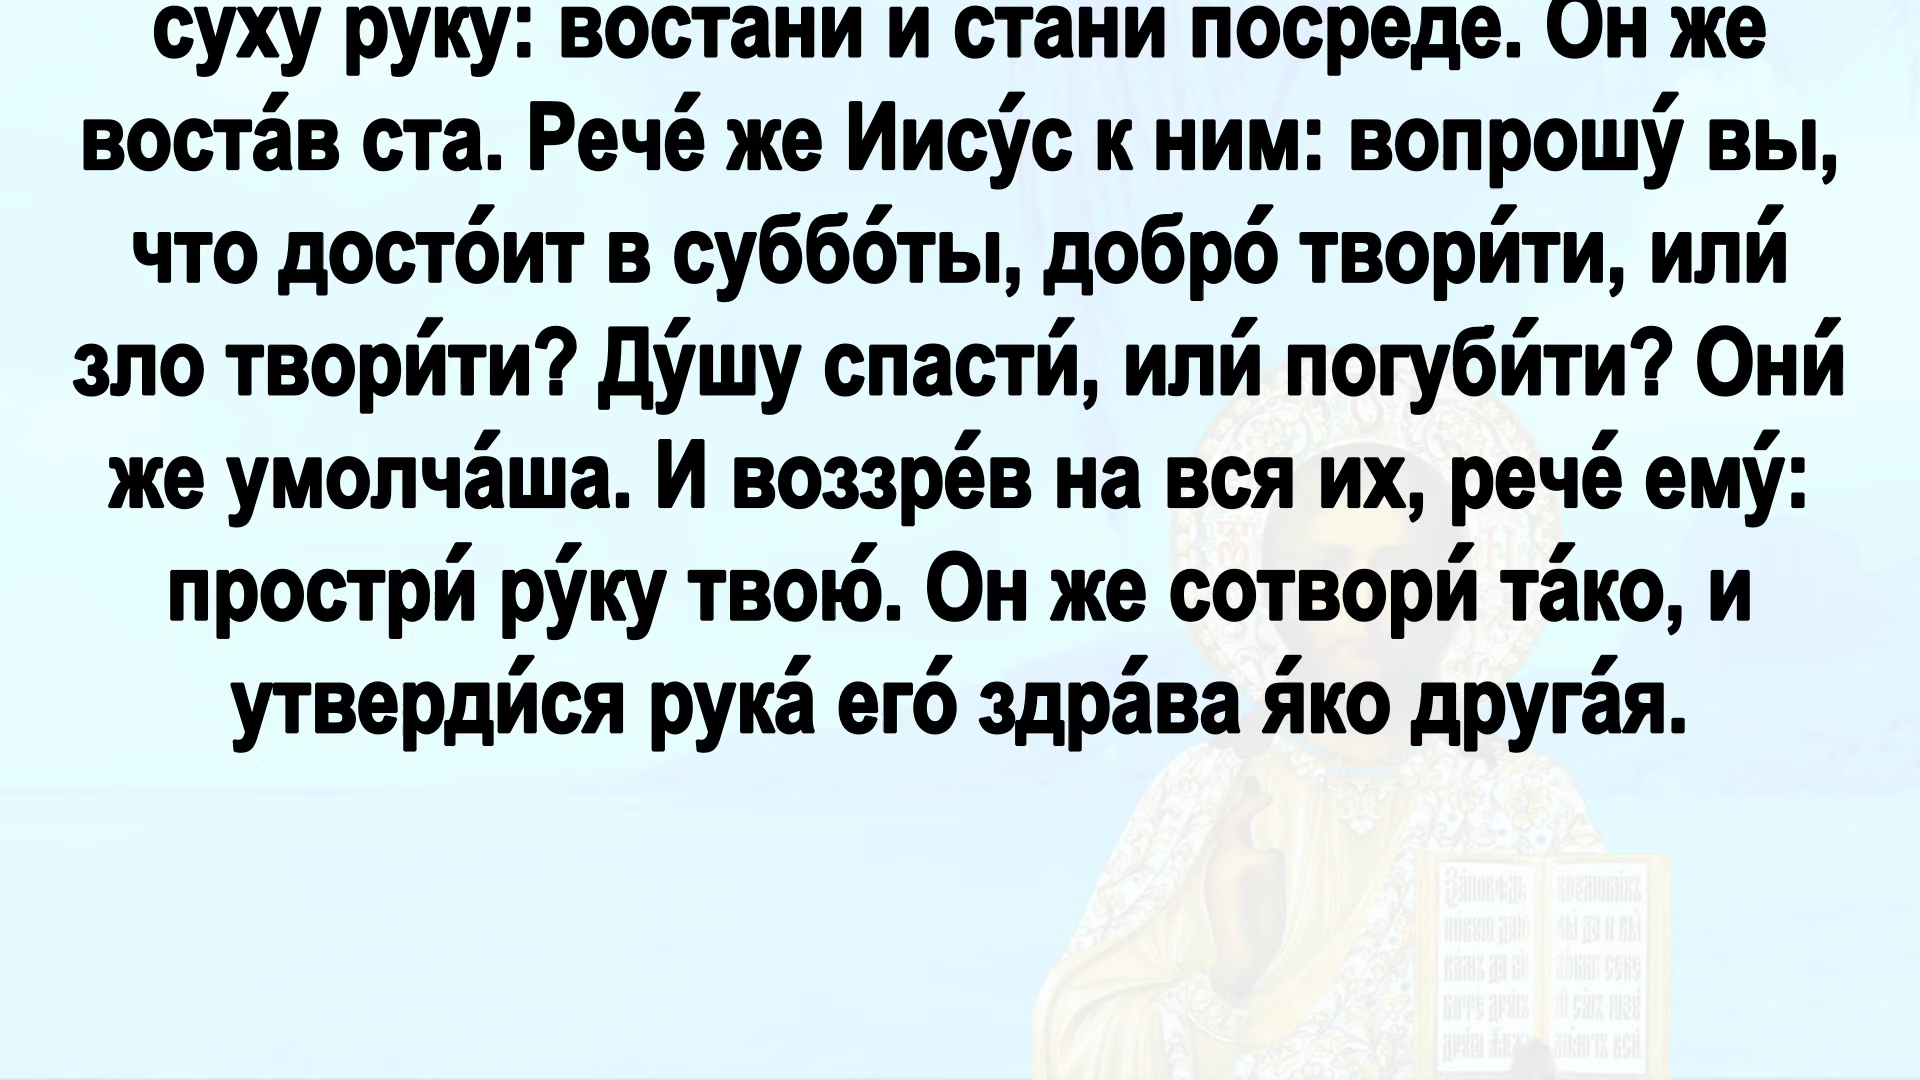 суху руку: востани и стани посреде. Он же
воста́в ста. Рече́ же Иису́с к ним: вопрошу́ вы,
что досто́ит в суббо́ты, добро́ твори́ти, или́
зло твори́ти? Ду́шу спасти́, или́ погуби́ти? Они́
же умолча́ша. И воззре́в на вся их, рече́ ему́:
простри́ ру́ку твою́. Он же сотвори́ та́ко, и
утверди́ся рука́ его́ здра́ва я́ко друга́я.